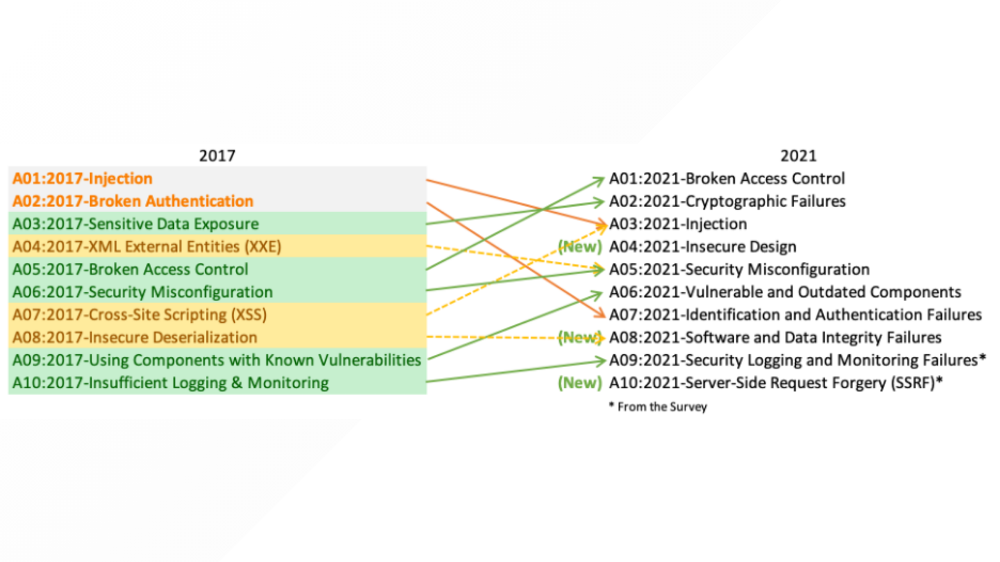 2017
A01:2017-Injection
A02:2017-Broken Authentication
A03:2017-Sensitive Data Exposure
A04:2017-XML External Entities (XXE)
A05:2017-Broken Access Control
A06:2017-Security Misconfiguration
A07:2017-Cross-Site Scripting (XSS)
A08:2017-Insecure Deserialization
A09:2017-Using Components with Known Vulnerabilities
A10:2017-Insufficient Logging & Monitoring
2021
A01:2021-Broken Access Control
A02:2021-Cryptographic Failures
A03:2021-Injection
(New) A04:2021-Insecure Design
A05:2021-Security Misconfiguration
A06:2021-Vulnerable and Outdated Components
A07:2021-Identification and Authentication Failures
(New) A08:2021-Software and Data Integrity Failures
A09:2021-Security Logging and Monitoring Failures*
(New) A10:2021-Server-Side Request Forgery (SSRF)*
* From the Survey